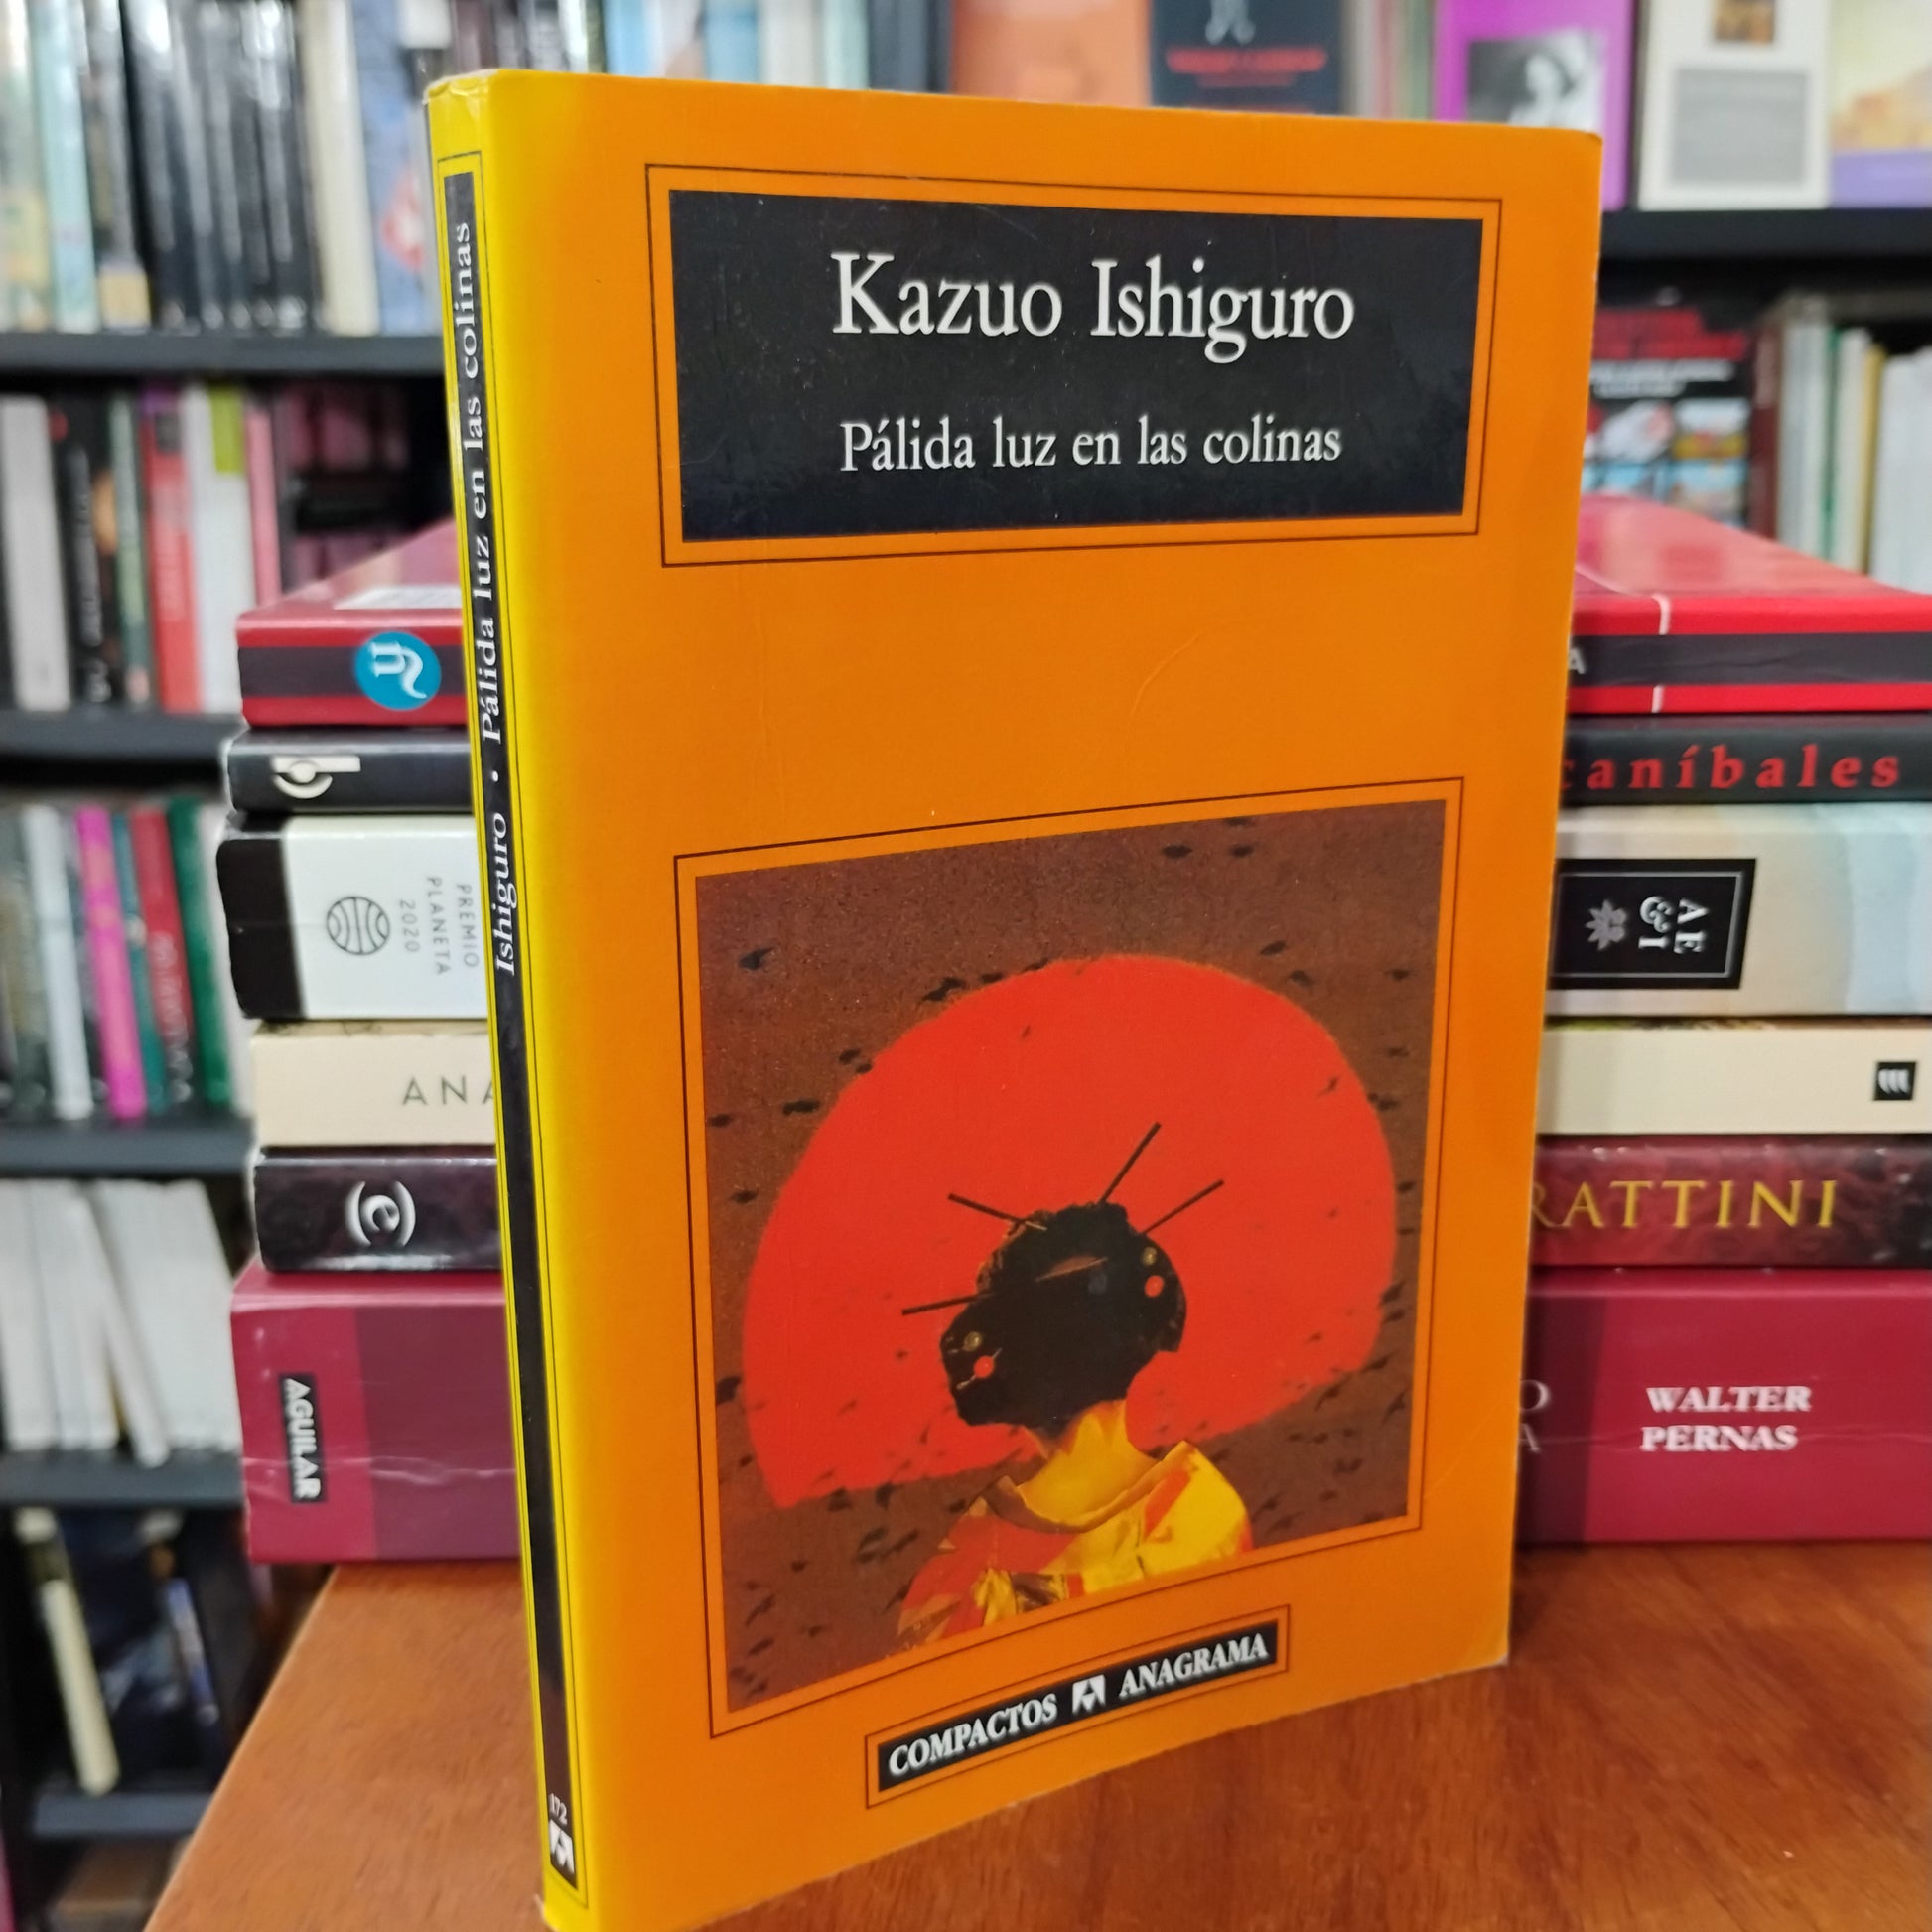 Kazuo Ishiguro
Pálida luz en las colinas
COMPACTOS ANAGRAMA
Ishiguro · Pálida luz en las colinas
172
PREMIO
PLANETA
2020
ANA
(e)
AGUILAR
caníbales
AE
&I
RATTINI
WALTER
PERNAS